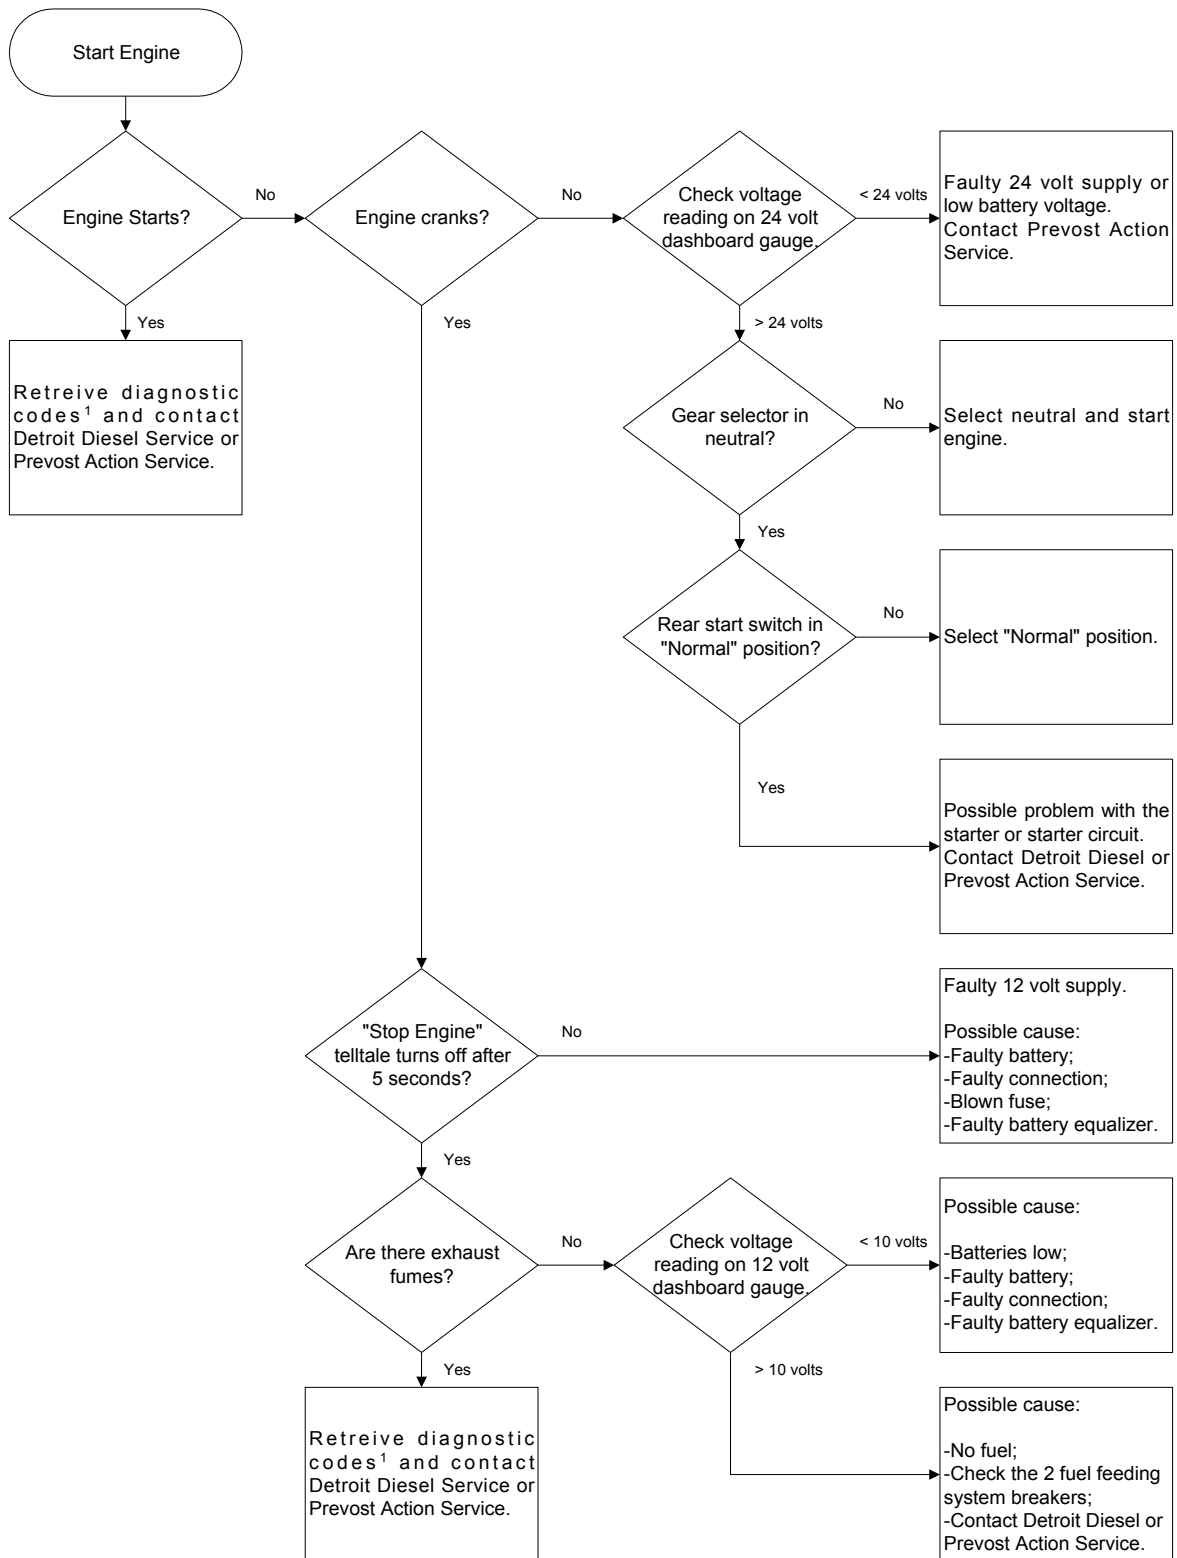 Start Engine
Engine Starts?
No
Engine cranks?
No
Check voltage
reading on 24 volt
dashboard gauge.
< 24 volts
Faulty 24 volt supply or
low battery voltage.
Contact Prevost Action
Service.
Yes
Yes
> 24 volts
Retreive diagnostic
codes¹ and contact
Detroit Diesel Service or
Prevost Action Service.
Gear selector in
neutral?
No
Select neutral and start
engine.
Yes
Rear start switch in
"Normal" position?
No
Select "Normal" position.
Yes
Possible problem with the
starter or starter circuit.
Contact Detroit Diesel or
Prevost Action Service.
"Stop Engine"
telltale turns off after
5 seconds?
No
Faulty 12 volt supply.
Possible cause:
-Faulty battery;
-Faulty connection;
-Blown fuse;
-Faulty battery equalizer.
Yes
Are there exhaust
fumes?
No
Check voltage
reading on 12 volt
dashboard gauge.
< 10 volts
Possible cause:
-Batteries low;
-Faulty battery;
-Faulty connection;
-Faulty battery equalizer.
Yes
> 10 volts
Retreive diagnostic
codes¹ and contact
Detroit Diesel Service or
Prevost Action Service.
Possible cause:
-No fuel;
-Check the 2 fuel feeding
system breakers;
-Contact Detroit Diesel or
Prevost Action Service.